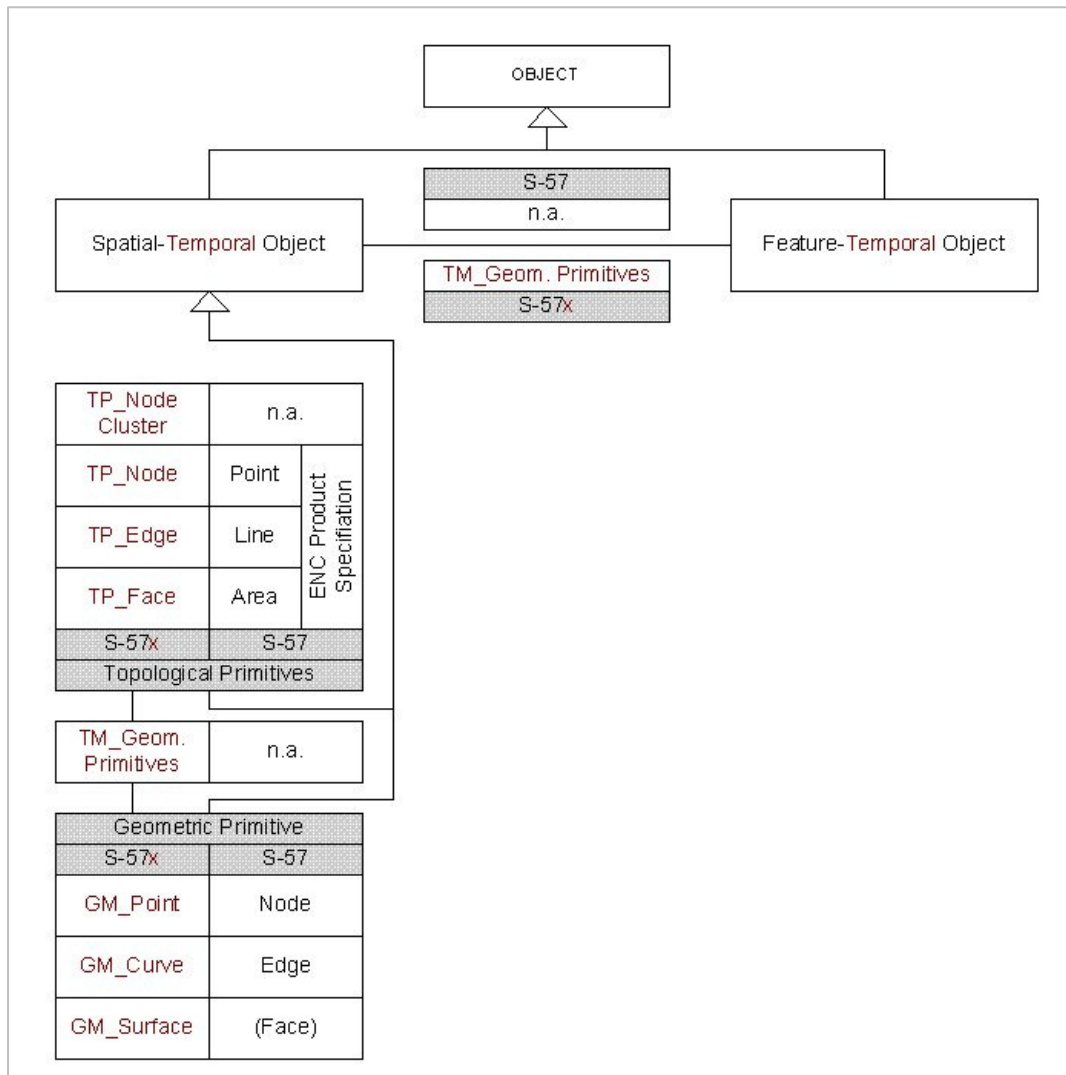 OBJECT
S-57
n.a.
Spatial-Temporal Object
Feature-Temporal Object
TM_Geom. Primitives
S-57x
TP_Node
Cluster
n.a.
TP_Node
Point
TP_Edge
Line
TP_Face
Area
ENC Product
Specifiation
S-57x
S-57
Topological Primitives
TM_Geom.
Primitives
n.a.
Geometric Primitive
S-57x
S-57
GM_Point
Node
GM_Curve
Edge
GM_Surface
(Face)